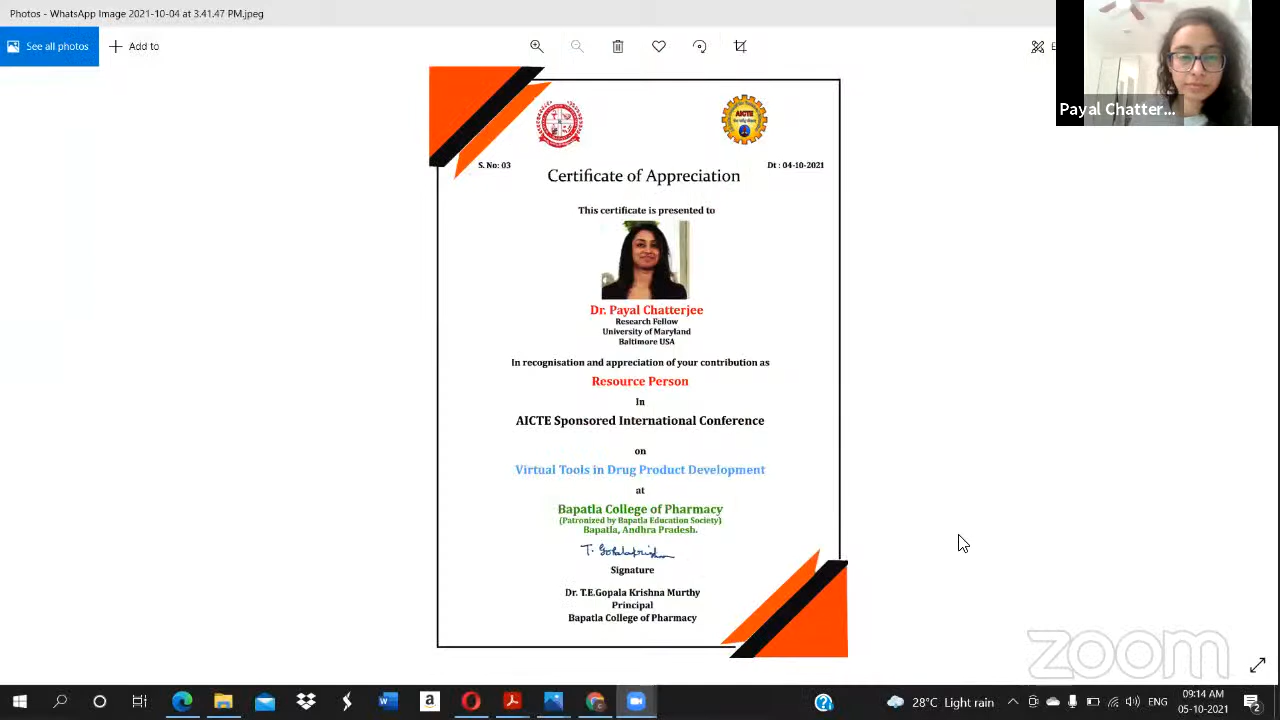 Photos - WhatsApp Image 2021-10-04 at 3.41.17 PM.jpeg
See all photos
Add to
Payal Chatter...
AICTE
S. No: 03
Dt : 04-10-2021
Certificate of Appreciation
This certificate is presented to
Dr. Payal Chatterjee
Research Fellow
University of Maryland
Baltimore USA
In recognisation and appreciation of your contribution as
Resource Person
In
AICTE Sponsored International Conference
on
Virtual Tools in Drug Product Development
at
Bapatla College of Pharmacy
(Patronized by Bapatla Education Society)
Bapatla, Andhra Pradesh.
Signature
Dr. T.E.Gopala Krishna Murthy
Principal
Bapatla College of Pharmacy
zoom
28°C Light rain
ENG
09:14 AM
05-10-2021